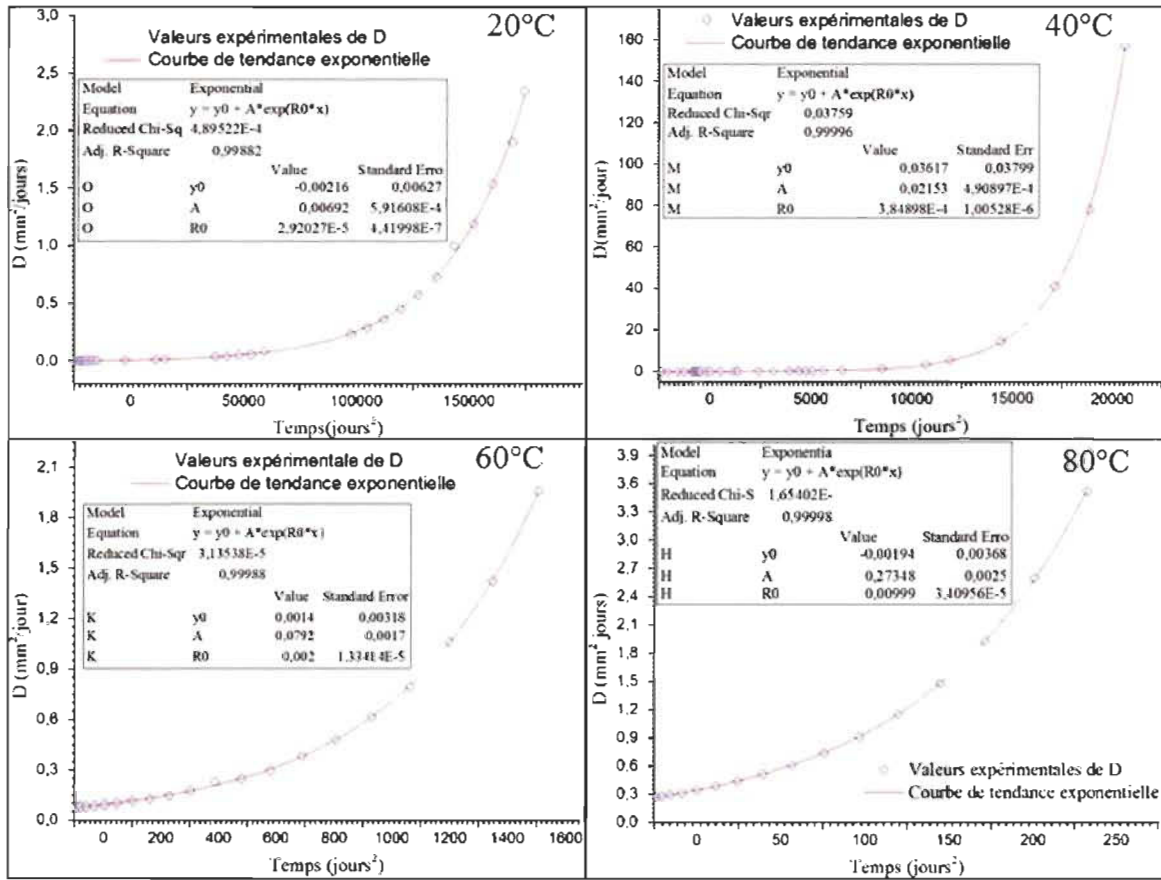 20°C
Valeurs expérimentales de D
Courbe de tendance exponentielle
Model Exponential
Equation y = y0 + A*exp(R0*x)
Reduced Chi-Sq 4,89522E-4
Adj. R-Square 0,99882
Value Standard Erro
O y0 -0,00216 0,00627
O A 0,00692 5,91608E-4
O R0 2,92027E-5 4,41998E-7
D (mm²/jours)
3,0
2,5
2,0
1,5
1,0
0,5
0,0
0 50000 100000 150000
Temps(jours²)
40°C
Valeurs expérimentales de D
Courbe de tendance exponentielle
Model Exponential
Equation y = y0 + A*exp(R0*x)
Reduced Chi-Sqr 0,03759
Adj. R-Square 0,99996
Value Standard Err
M y0 0,03617 0,03799
M A 0,02153 4,90897E-4
M R0 3,84898E-4 1,00528E-6
D(mm²/jour)
160
140
120
100
80
60
40
20
0
0 5000 10000 15000 20000
Temps (jours²)
60°C
Valeurs expérimentale de D
Courbe de tendance exponentielle
Model Exponential
Equation y = y0 + A*exp(R0*x)
Reduced Chi-Sqr 3,13538E-5
Adj. R-Square 0,99988
Value Standard Error
K y0 0,0014 0,00318
K A 0,0792 0,0017
K R0 0,002 1,33414E-5
D (mm²/jour)
2,1
1,8
1,5
1,2
0,9
0,6
0,3
0,0
0 200 400 600 800 1000 1200 1400 1600
Temps (jours²)
80°C
Model Exponentia
Equation y = y0 + A*exp(R0*x)
Reduced Chi-S 1,65402E-
Adj. R-Square 0,99998
Value Standard Erro
H y0 -0,00194 0,00368
H A 0,27348 0,0025
H R0 0,00999 3,40956E-5
D (mm² jours)
3,9
3,6
3,3
3,0
2,7
2,4
2,1
1,8
1,5
1,2
0,9
0,6
0,3
0,0
Valeurs expérimentales de D
Courbe de tendance exponentielle
0 50 100 150 200 250
Temps (jours²)